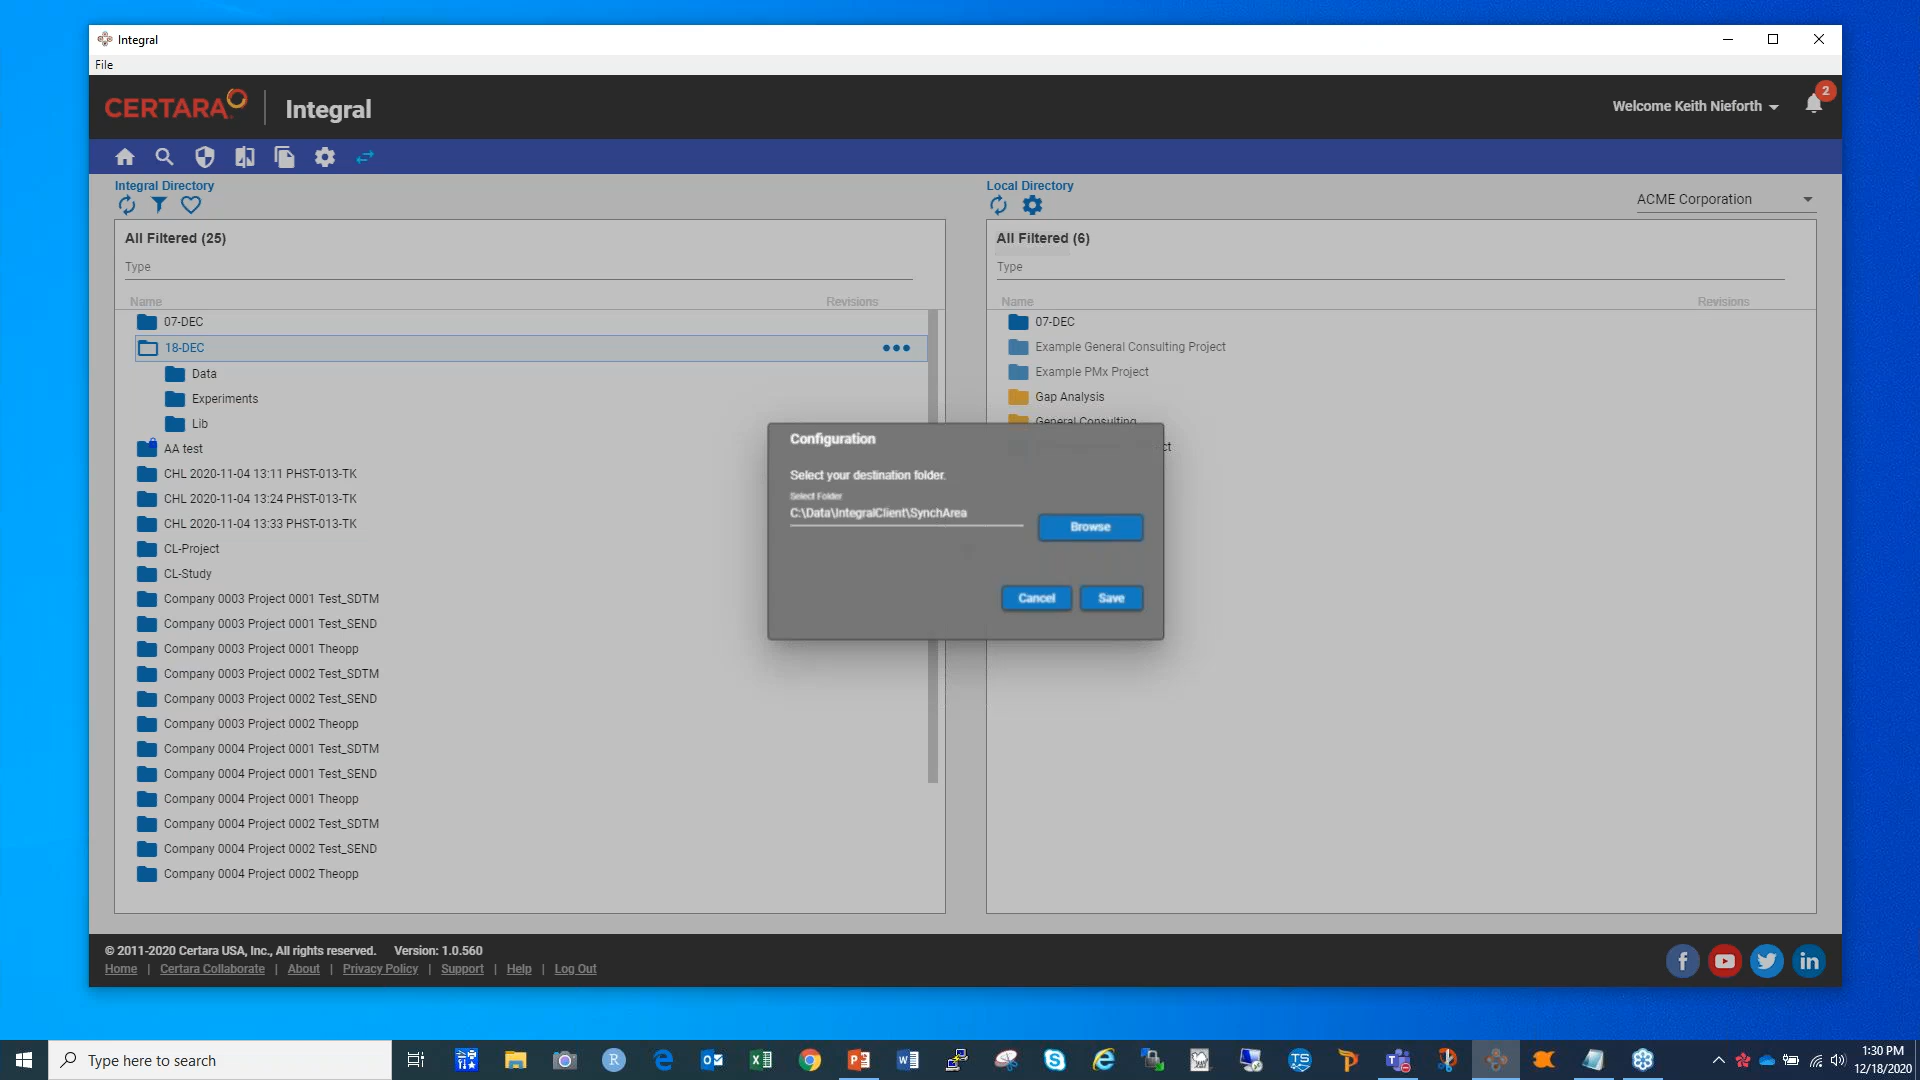 Integral
File
CERTARA | Integral
Welcome Keith Nieforth
2
Integral Directory
Local Directory
ACME Corporation
All Filtered (25)
Type
Name Revisions
07-DEC
18-DEC
Data
Experiments
Lib
AA test
CHL 2020-11-04 13:11 PHST-013-TK
CHL 2020-11-04 13:24 PHST-013-TK
CHL 2020-11-04 13:33 PHST-013-TK
CL-Project
CL-Study
Company 0003 Project 0001 Test_SDTM
Company 0003 Project 0001 Test_SEND
Company 0003 Project 0001 Theopp
Company 0003 Project 0002 Test_SDTM
Company 0003 Project 0002 Test_SEND
Company 0003 Project 0002 Theopp
Company 0004 Project 0001 Test_SDTM
Company 0004 Project 0001 Test_SEND
Company 0004 Project 0001 Theopp
Company 0004 Project 0002 Test_SDTM
Company 0004 Project 0002 Test_SEND
Company 0004 Project 0002 Theopp
All Filtered (6)
Type
Name Revisions
07-DEC
Example General Consulting Project
Example PMx Project
Gap Analysis
General Consulting
Configuration
Select your destination folder.
Select Folder
C:\Data\IntegralClient\SynchArea
Browse
Cancel Save
© 2011-2020 Certara USA, Inc., All rights reserved. Version: 1.0.560
Home | Certara Collaborate | About | Privacy Policy | Support | Help | Log Out
Type here to search
1:30 PM
12/18/2020